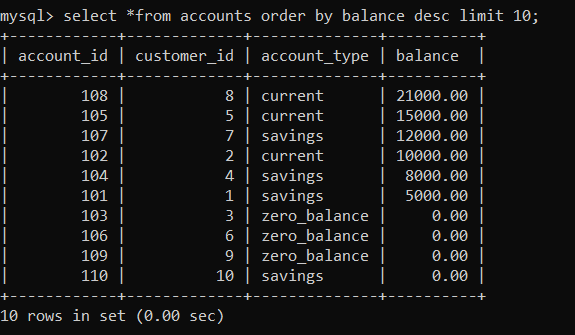 mysql> select *from accounts order by balance desc limit 10;
+------------+-------------+--------------+----------+
| account_id | customer_id | account_type | balance  |
+------------+-------------+--------------+----------+
|        108 |           8 | current      | 21000.00 |
|        105 |           5 | current      | 15000.00 |
|        107 |           7 | savings      | 12000.00 |
|        102 |           2 | current      | 10000.00 |
|        104 |           4 | savings      |  8000.00 |
|        101 |           1 | savings      |  5000.00 |
|        103 |           3 | zero_balance |     0.00 |
|        106 |           6 | zero_balance |     0.00 |
|        109 |           9 | zero_balance |     0.00 |
|        110 |          10 | savings      |     0.00 |
+------------+-------------+--------------+----------+
10 rows in set (0.00 sec)